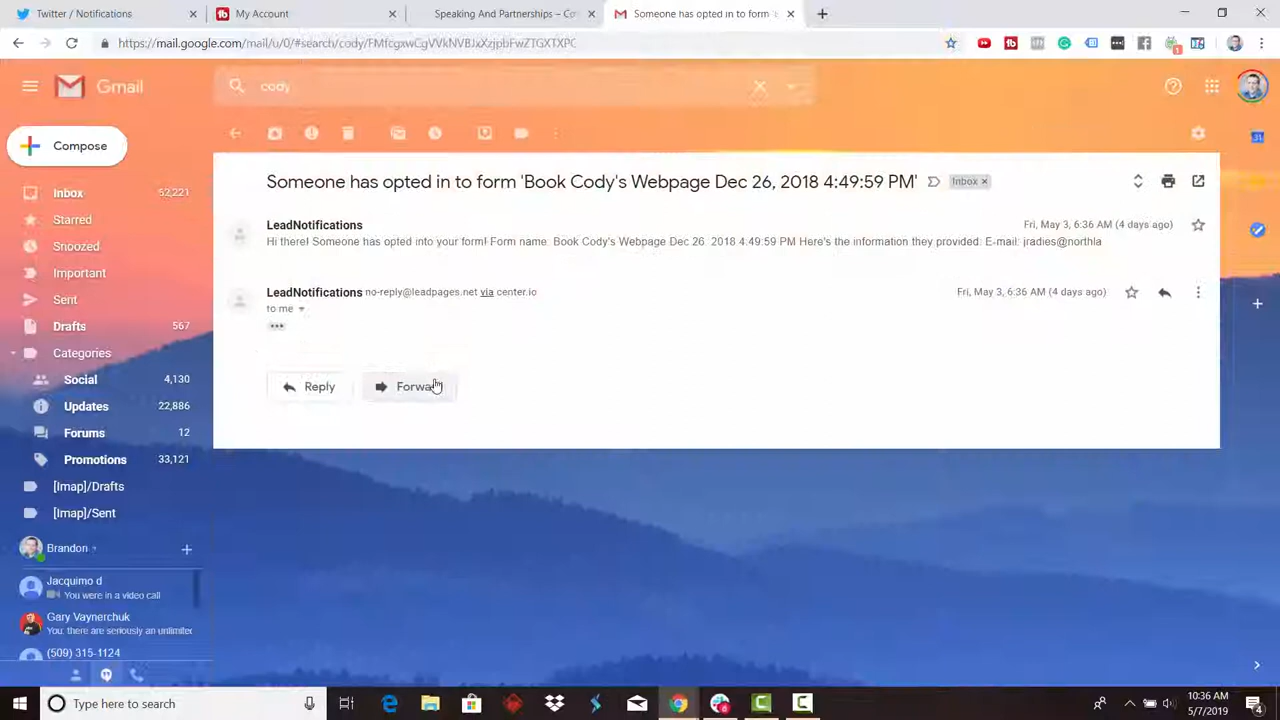 Twitter / Notifications
My Account
Speaking And Partnerships – Co
Someone has opted in to form '
https://mail.google.com/mail/u/0/#search/cody/FMfcgxwCgVVkNVBJxXzjpbFwZTGXTXPC
Gmail
cody
Compose
Someone has opted in to form 'Book Cody's Webpage Dec 26, 2018 4:49:59 PM'
Inbox ×
Inbox 52,221
LeadNotifications
Fri, May 3, 6:36 AM (4 days ago)
Starred
Hi there! Someone has opted into your form! Form name: Book Cody's Webpage Dec 26, 2018 4:49:59 PM Here's the information they provided: E-mail: jradies@northla
Snoozed
Important
LeadNotifications no-reply@leadpages.net via center.io
Fri, May 3, 6:36 AM (4 days ago)
Sent
to me
Drafts 567
Categories
Social 4,130
Reply
Forward
Updates 22,886
Forums 12
Promotions 33,121
[Imap]/Drafts
[Imap]/Sent
Brandon
Jacquimo d
You were in a video call
Gary Vaynerchuk
You: there are seriously an unlimited
(509) 315-1124
Type here to search
10:36 AM
5/7/2019